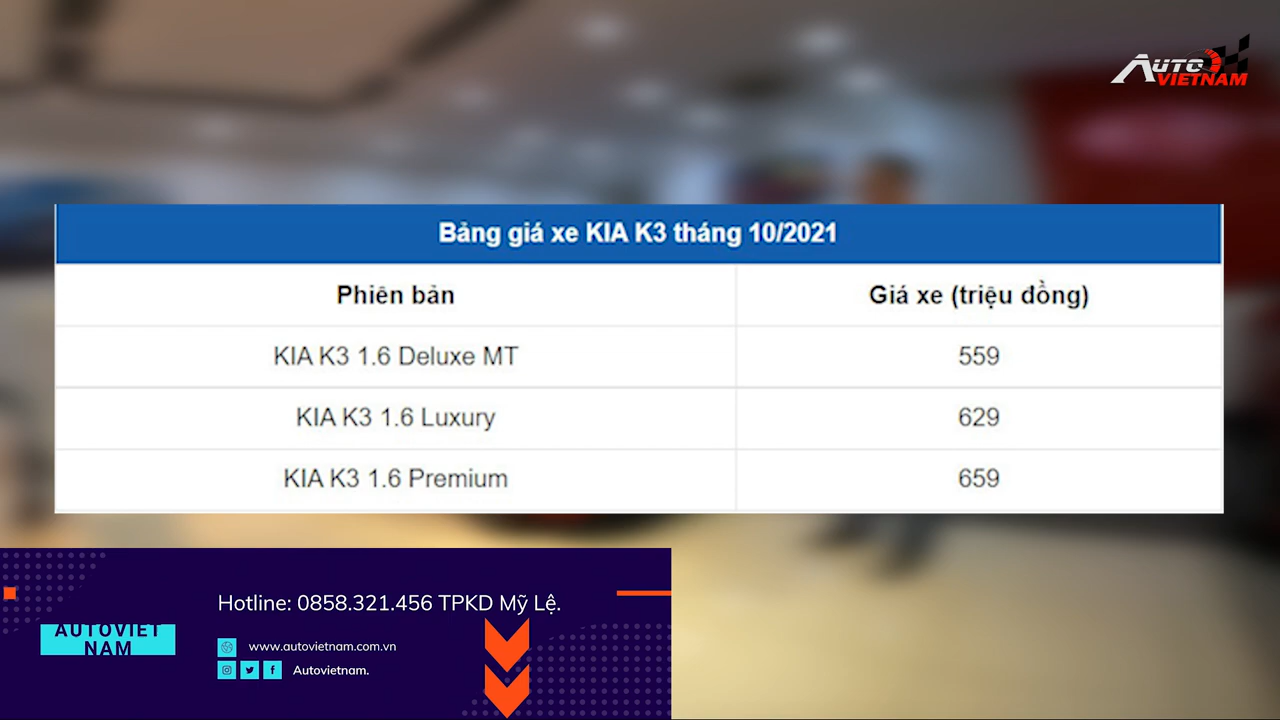 AUTO
VIETNAM
Bảng giá xe KIA K3 tháng 10/2021
Phiên bản Giá xe (triệu đồng)
KIA K3 1.6 Deluxe MT 559
KIA K3 1.6 Luxury 629
KIA K3 1.6 Premium 659
Hotline: 0858.321.456 TPKD Mỹ Lệ.
AUTOVIET
NAM
www.autovietnam.com.vn
Autovietnam.